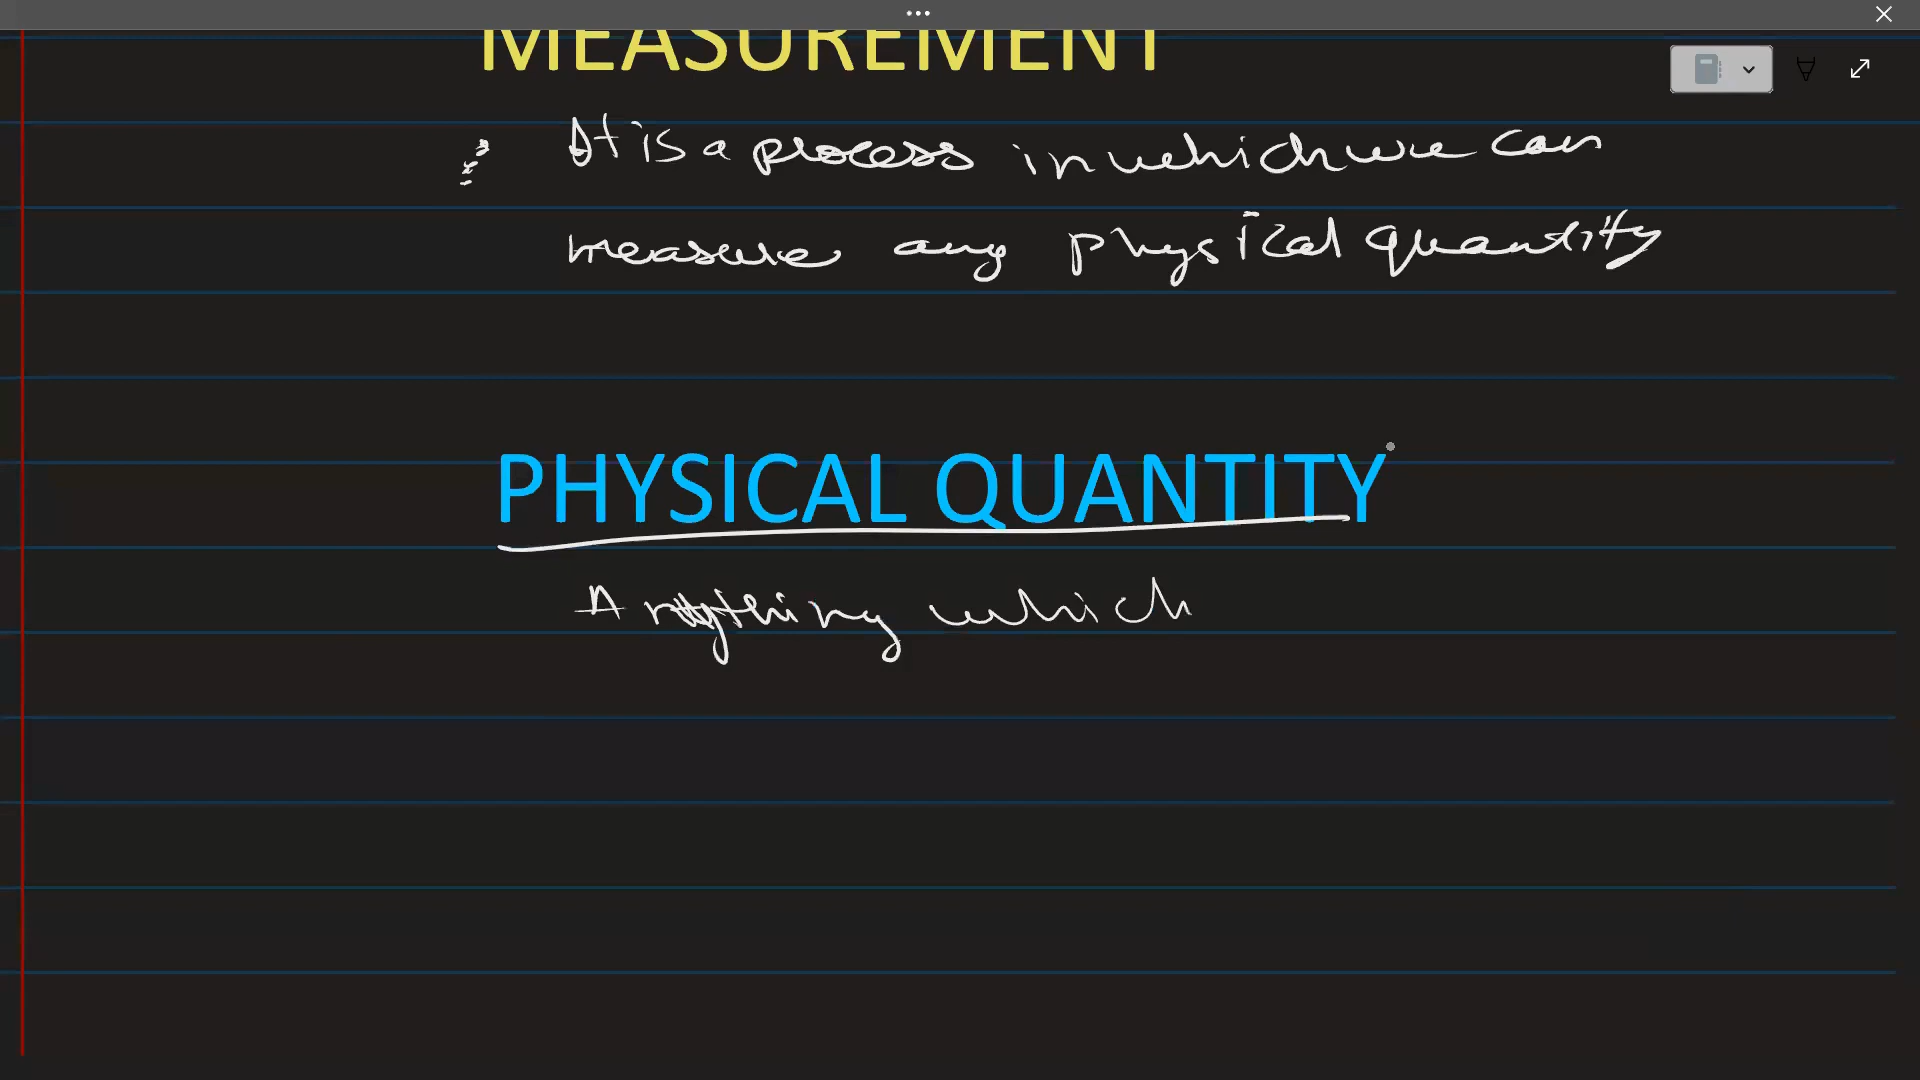 MEASUREMENT
It is a process in which we can
measure any physical quantity
PHYSICAL QUANTITY
Anything which